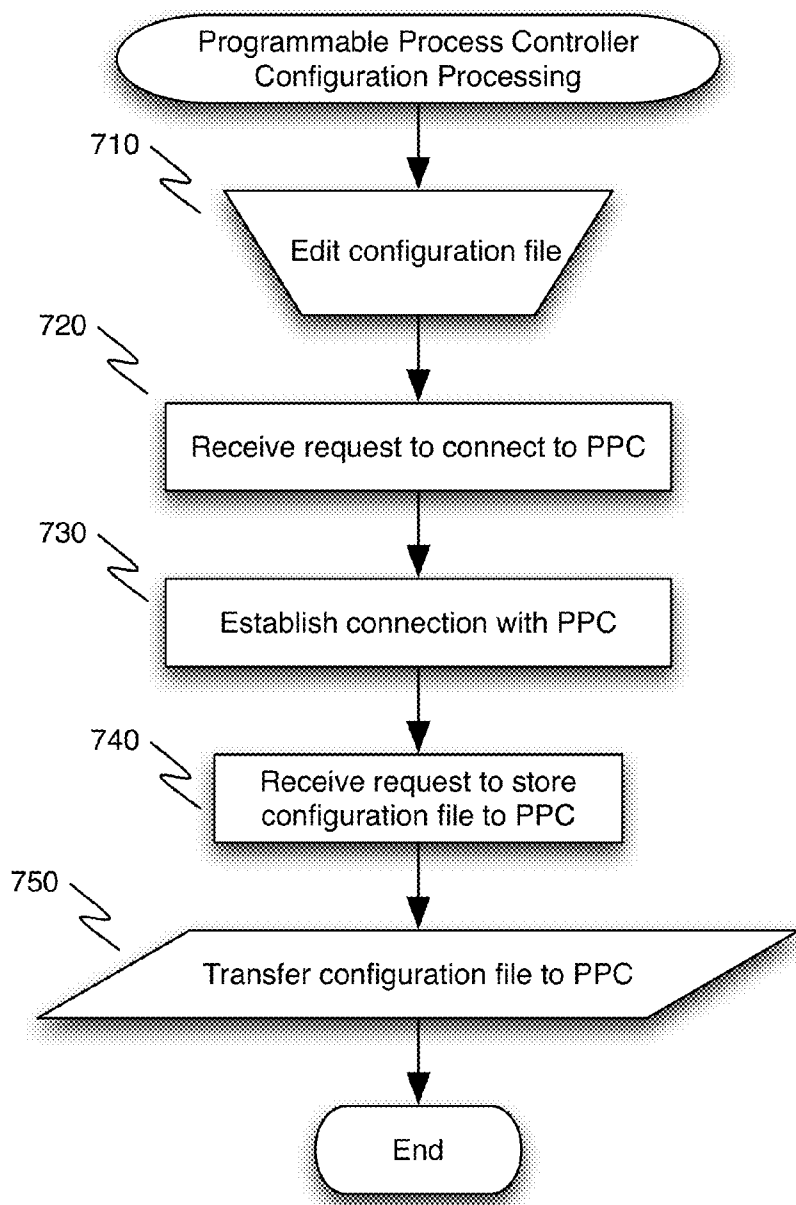 Programmable Process Controller
Configuration Processing
710
Edit configuration file
720
Receive request to connect to PPC
730
Establish connection with PPC
740
Receive request to store
configuration file to PPC
750
Transfer configuration file to PPC
End